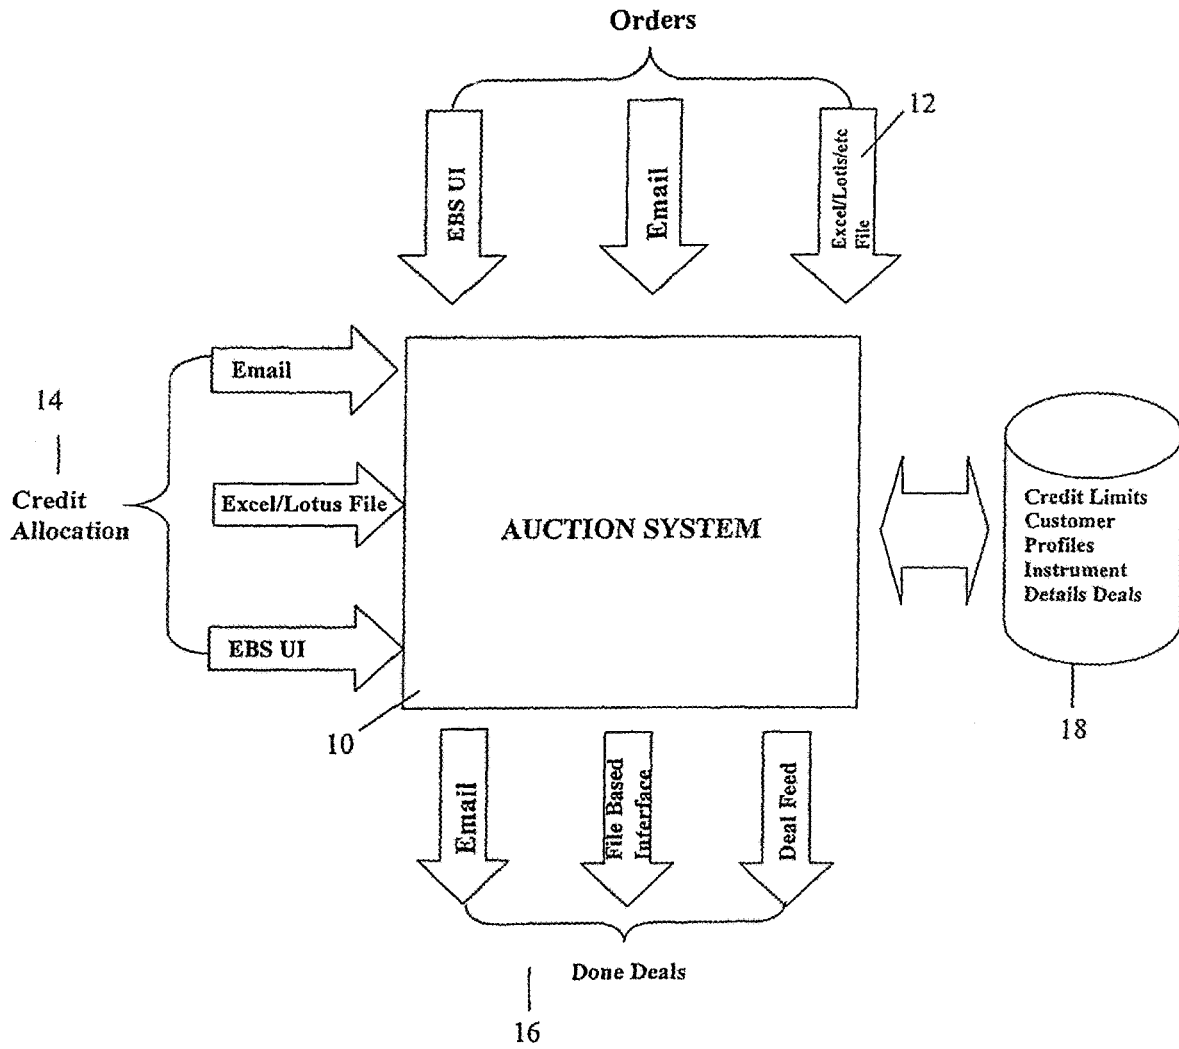 Orders
12
EBS UI
Email
Excel/Lotis/etc
File
Email
14
Credit
Allocation
Excel/Lotus File
EBS UI
AUCTION SYSTEM
Credit Limits
Customer
Profiles
Instrument
Details Deals
10
18
Email
File Based
Interface
Deal Feed
Done Deals
16